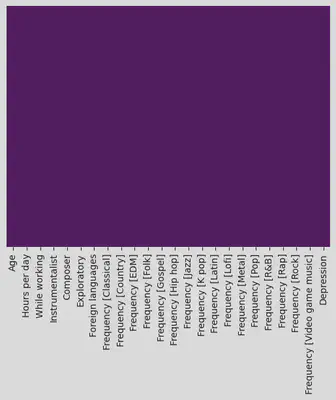 Age
Hours per day
While working
Instrumentalist
Composer
Exploratory
Foreign languages
Frequency [Classical]
Frequency [Country]
Frequency [EDM]
Frequency [Folk]
Frequency [Gospel]
Frequency [Hip hop]
Frequency [Jazz]
Frequency [K pop]
Frequency [Latin]
Frequency [Lofi]
Frequency [Metal]
Frequency [Pop]
Frequency [R&B]
Frequency [Rap]
Frequency [Rock]
Frequency [Video game music]
Depression